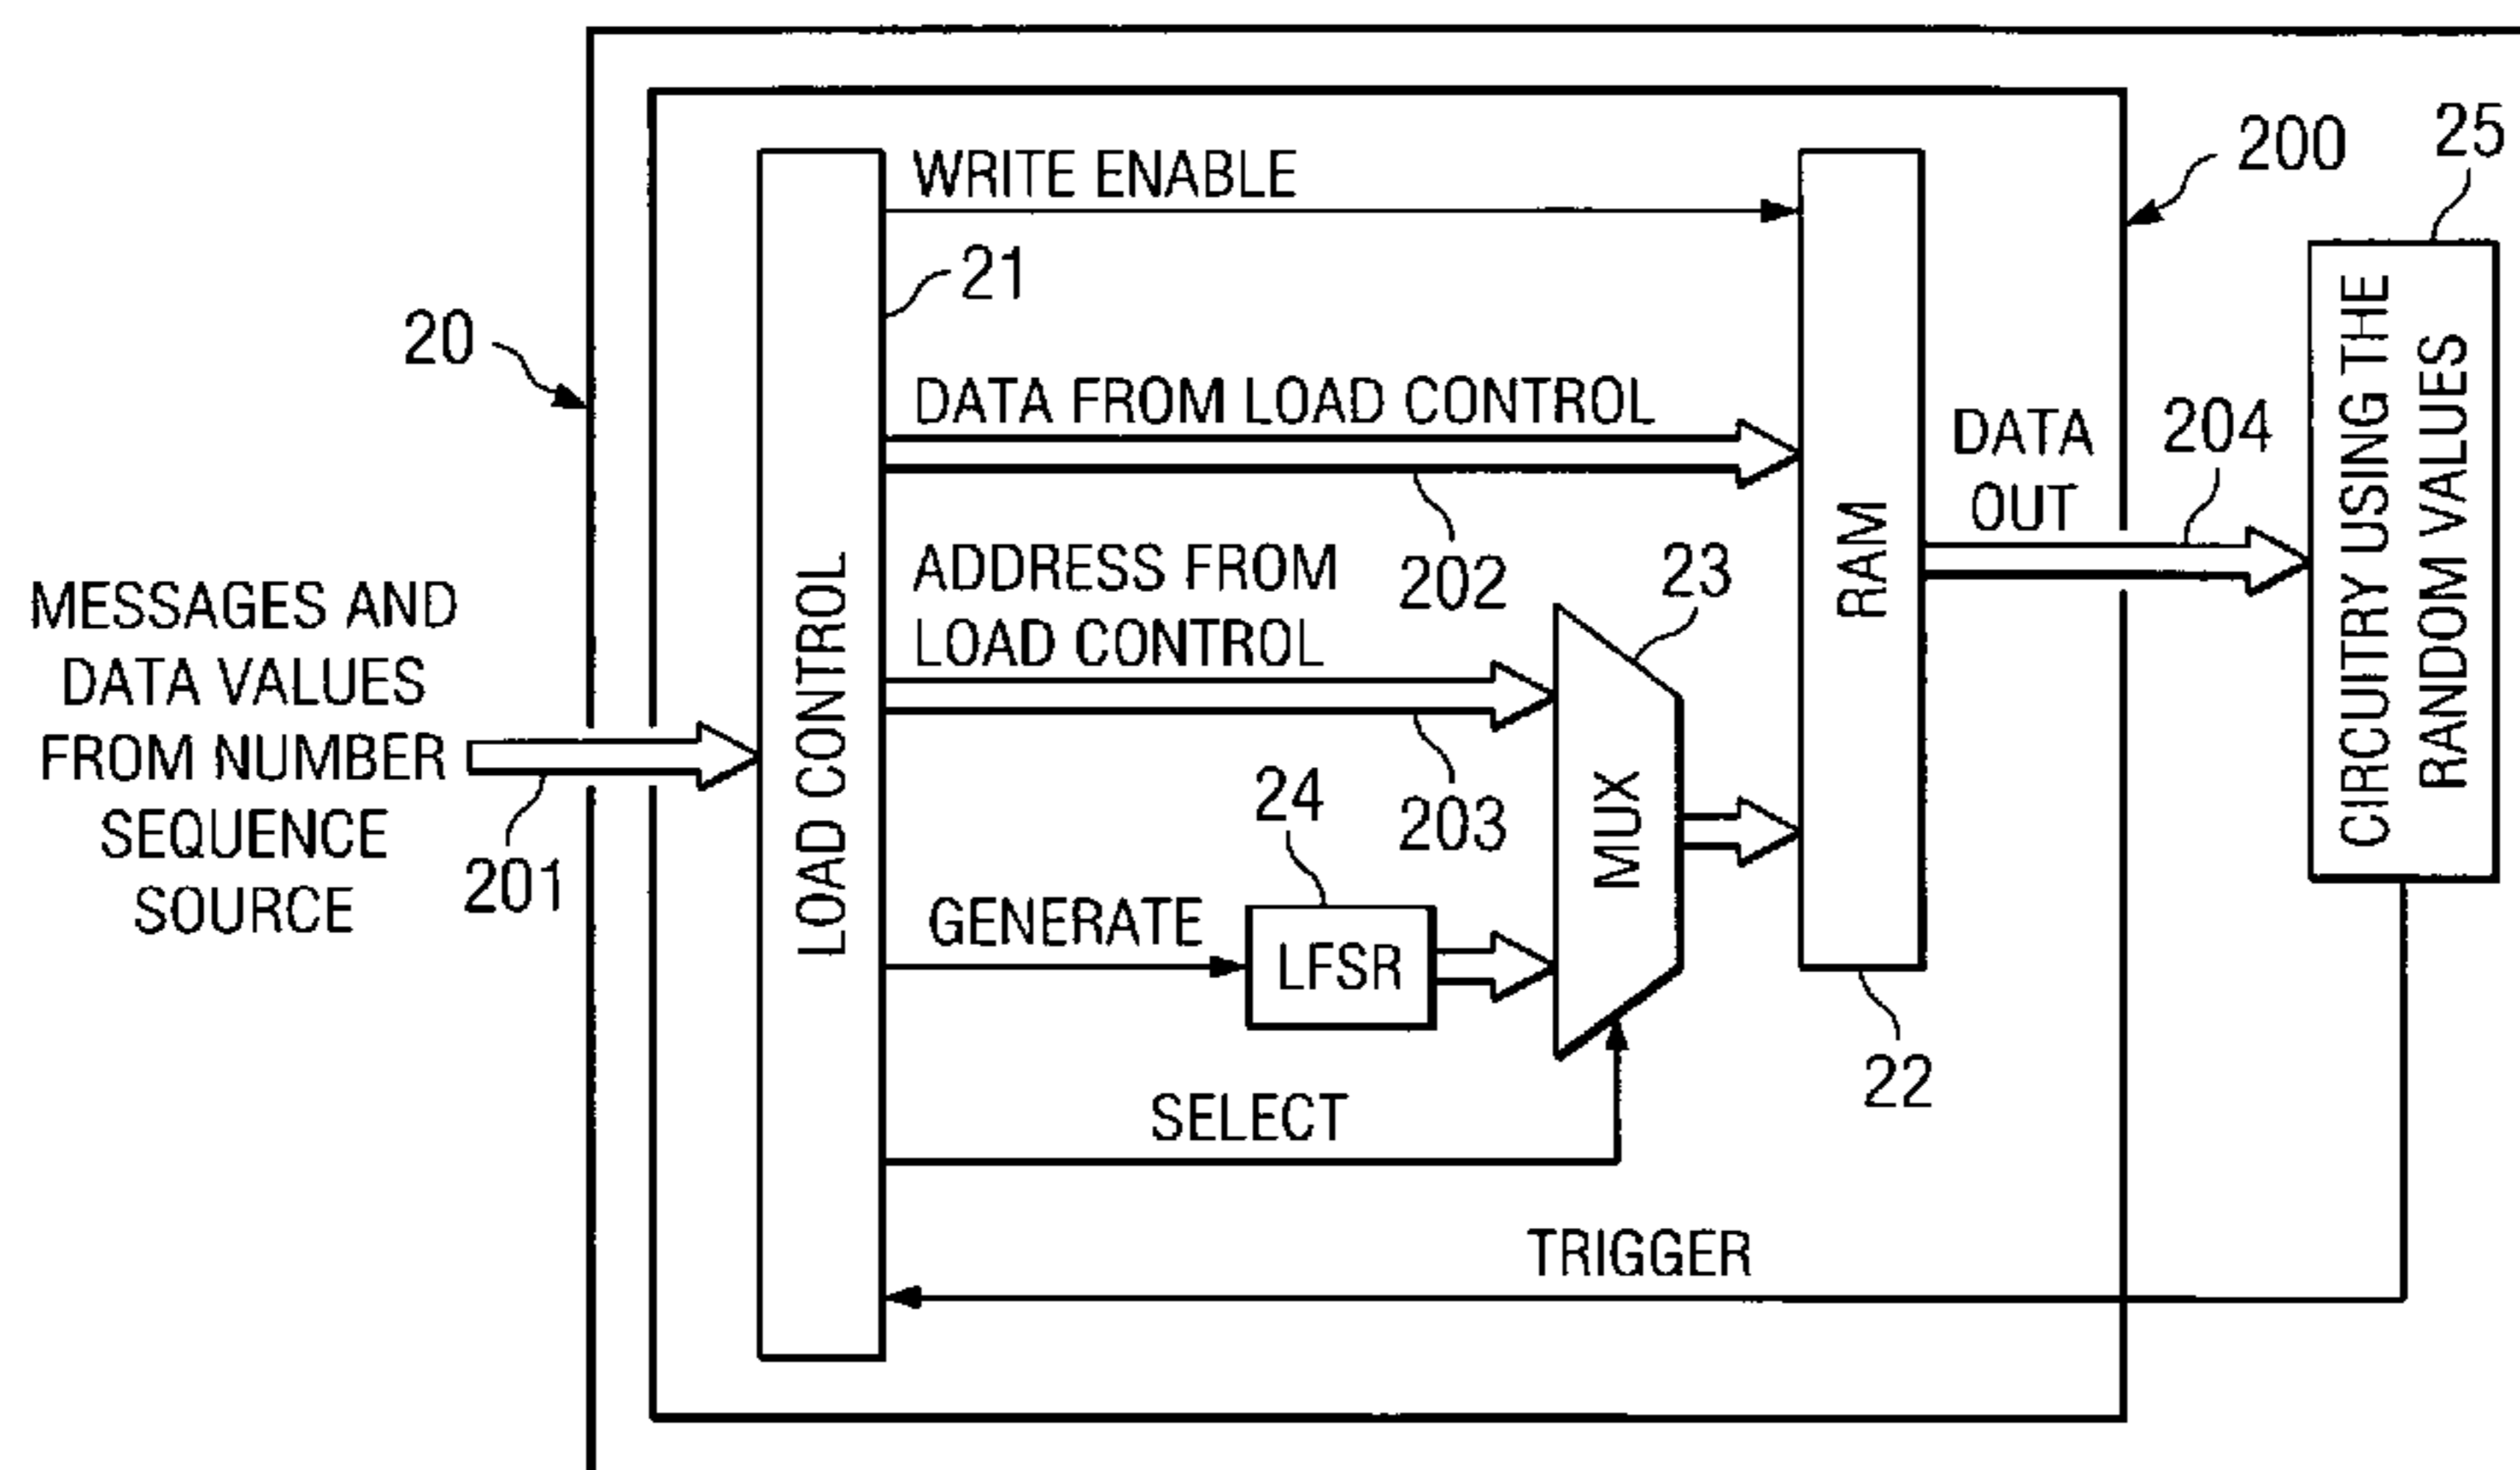 WRITE ENABLE
200
25
21
20
DATA FROM LOAD CONTROL
202
DATA
OUT
204
CIRCUITRY USING THE
RANDOM VALUES
RAM
LOAD CONTROL
ADDRESS FROM
LOAD CONTROL
203
23
MUX
MESSAGES AND
DATA VALUES
FROM NUMBER
SEQUENCE
SOURCE
201
24
GENERATE
LFSR
22
SELECT
TRIGGER